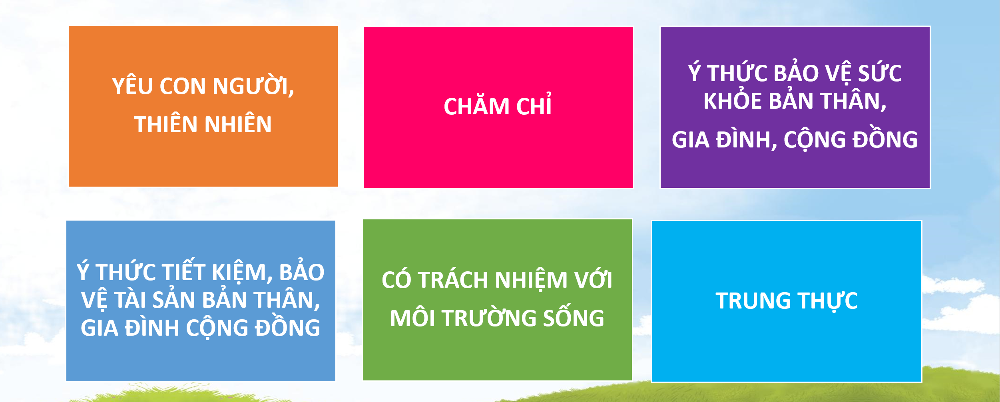 YÊU CON NGƯỜI,
THIÊN NHIÊN
CHĂM CHỈ
Ý THỨC BẢO VỆ SỨC
KHỎE BẢN THÂN,
GIA ĐÌNH, CỘNG ĐỒNG
Ý THỨC TIẾT KIỆM, BẢO
VỆ TÀI SẢN BẢN THÂN,
GIA ĐÌNH CỘNG ĐỒNG
CÓ TRÁCH NHIỆM VỚI
MÔI TRƯỜNG SỐNG
TRUNG THỰC